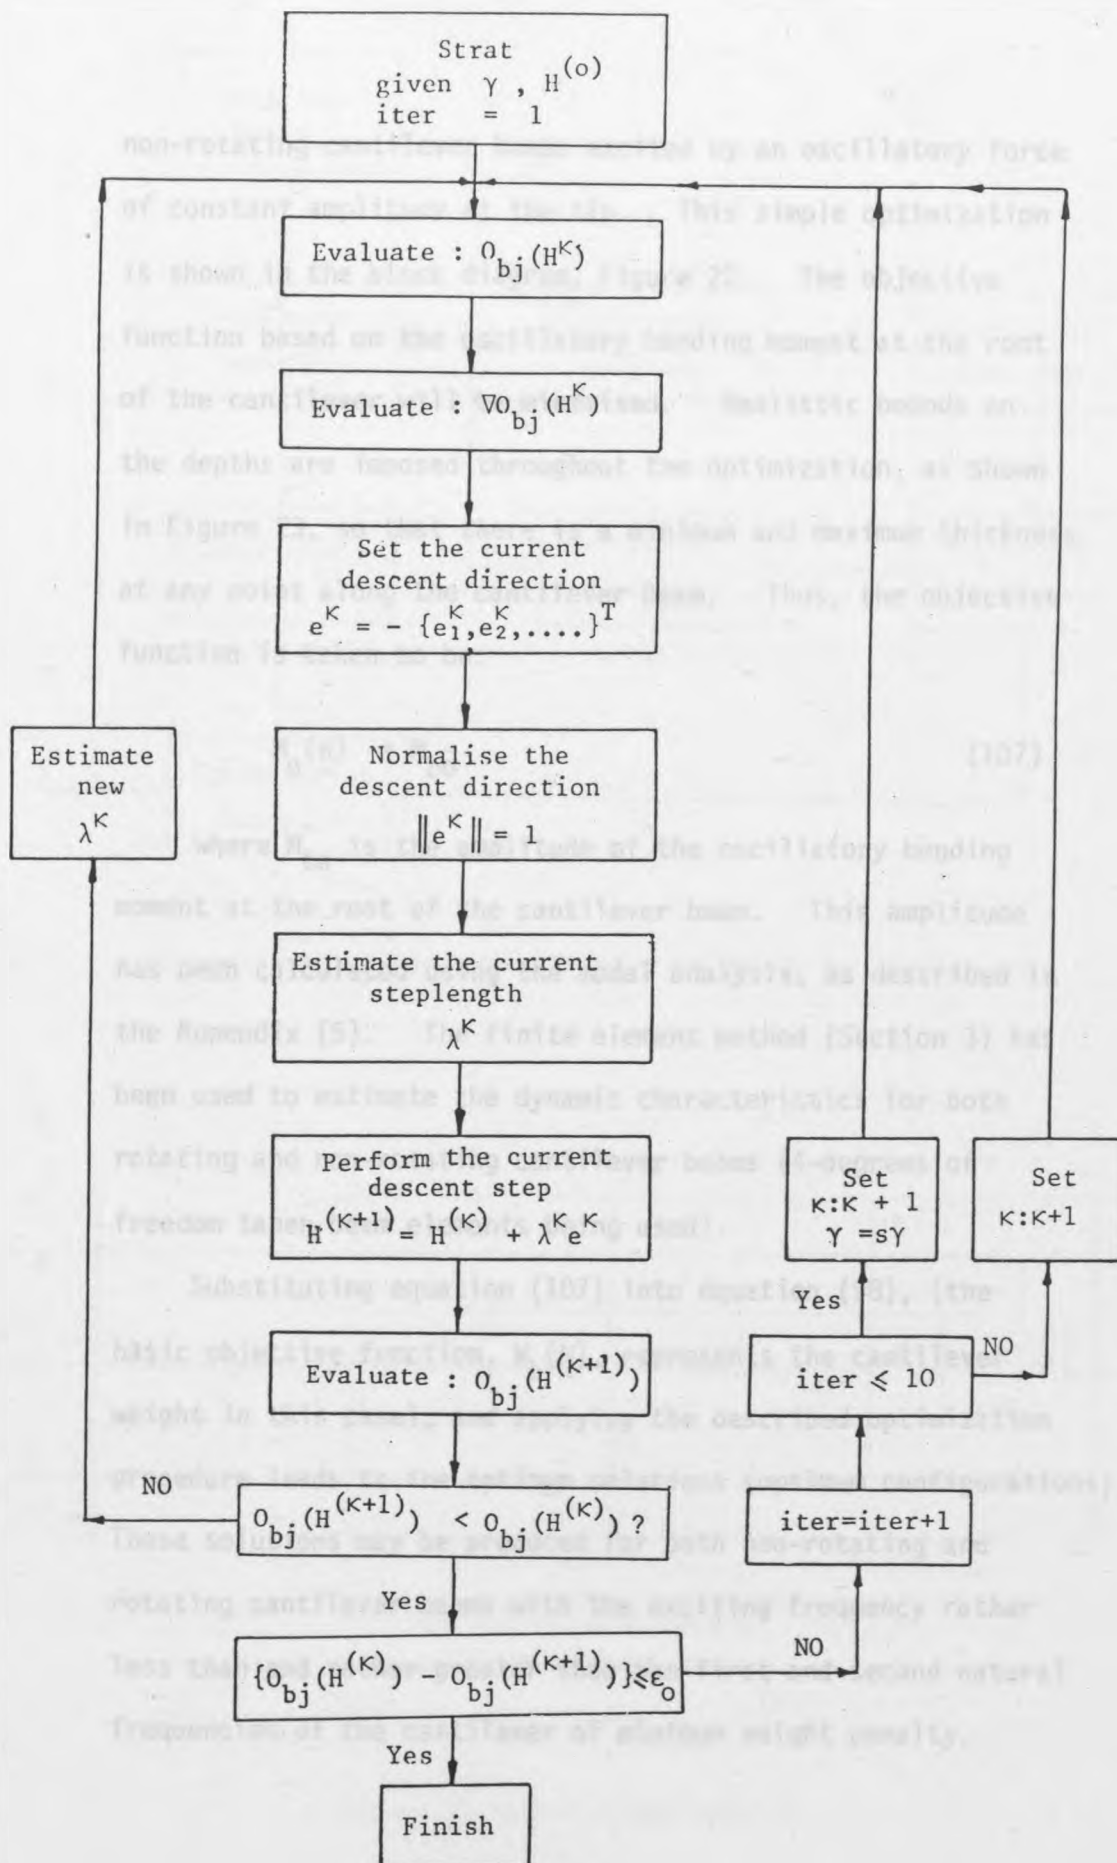 Strat
given γ , H^(o)
iter = 1
Evaluate : O_bj(H^κ)
Evaluate : ∇O_bj(H^κ)
Set the current
descent direction
e^κ = - {e_1^κ,e_2^κ,....}^T
Normalise the
descent direction
‖e^κ‖ = 1
Estimate the current
steplength
λ^κ
Perform the current
descent step
H^(κ+1) = H^(κ) + λ^κ e^κ
Evaluate : O_bj(H^(κ+1))
O_bj(H^(κ+1)) < O_bj(H^(κ)) ?
NO
Estimate
new
λ^κ
Yes
{O_bj(H^(κ)) - O_bj(H^(κ+1))}⩽ε_o
NO
iter=iter+1
iter ⩽ 10
Yes
Set
κ:κ + 1
γ =sγ
NO
Set
κ:κ+1
Yes
Finish
non-rotating cantilever beams excited by an oscillatory force
of constant amplitude at the tip. This simple optimization
is shown in the block diagram, Figure 22. The objective
function based on the oscillatory bending moment at the root
of the cantilever will be minimised. Realistic bounds on
the depths are imposed throughout the optimization, as shown
in Figure 23, so that there is a minimum and maximum thickness
at any point along the cantilever beam. Thus, the objective
function is taken to be:
(107)
where is the amplitude of the oscillatory bending
moment at the root of the cantilever beam. This amplitude
has been calculated using the modal analysis, as described in
the Appendix (5). The finite element method (Section 3) has
been used to estimate the dynamic characteristics for both
rotating and non-rotating cantilever beams (4-degrees of
freedom taper beam elements being used).
Substituting equation (107) into equation (the
basic objective function, represents the cantilever
weight in this case), and applying the described optimization
procedure leads to the optimum solutions (optimum configurations)
These solutions may be produced for both non-rotating and
rotating cantilever beams with the exciting frequency rather
less than and rather greater than the first and second natural
frequencies of the cantilever of minimum weight penalty.